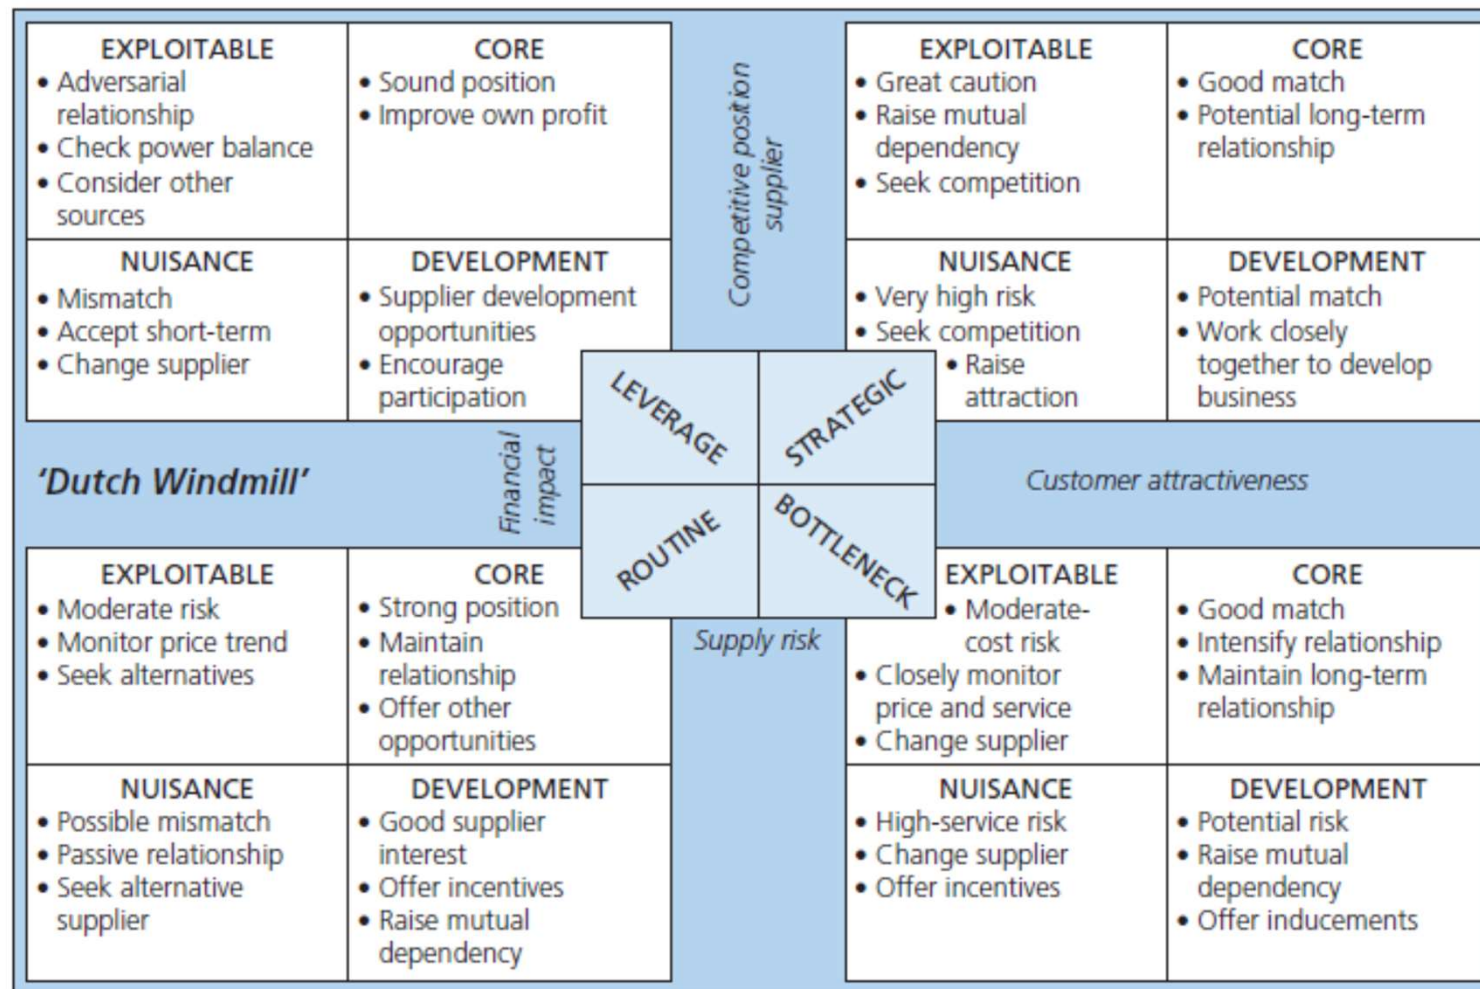 EXPLOITABLE
• Adversarial
relationship
• Check power balance
• Consider other
sources
CORE
• Sound position
• Improve own profit
NUISANCE
• Mismatch
• Accept short-term
• Change supplier
DEVELOPMENT
• Supplier development
opportunities
• Encourage
participation
Competitive position
supplier
EXPLOITABLE
• Great caution
• Raise mutual
dependency
• Seek competition
CORE
• Good match
• Potential long-term
relationship
NUISANCE
• Very high risk
• Seek competition
• Raise
attraction
DEVELOPMENT
• Potential match
• Work closely
together to develop
business
'Dutch Windmill'
Financial
impact
LEVERAGE
STRATEGIC
ROUTINE
BOTTLENECK
Customer attractiveness
Supply risk
EXPLOITABLE
• Moderate risk
• Monitor price trend
• Seek alternatives
CORE
• Strong position
• Maintain
relationship
• Offer other
opportunities
NUISANCE
• Possible mismatch
• Passive relationship
• Seek alternative
supplier
DEVELOPMENT
• Good supplier
interest
• Offer incentives
• Raise mutual
dependency
EXPLOITABLE
• Moderate-
cost risk
• Closely monitor
price and service
• Change supplier
CORE
• Good match
• Intensify relationship
• Maintain long-term
relationship
NUISANCE
• High-service risk
• Change supplier
• Offer incentives
DEVELOPMENT
• Potential risk
• Raise mutual
dependency
• Offer inducements